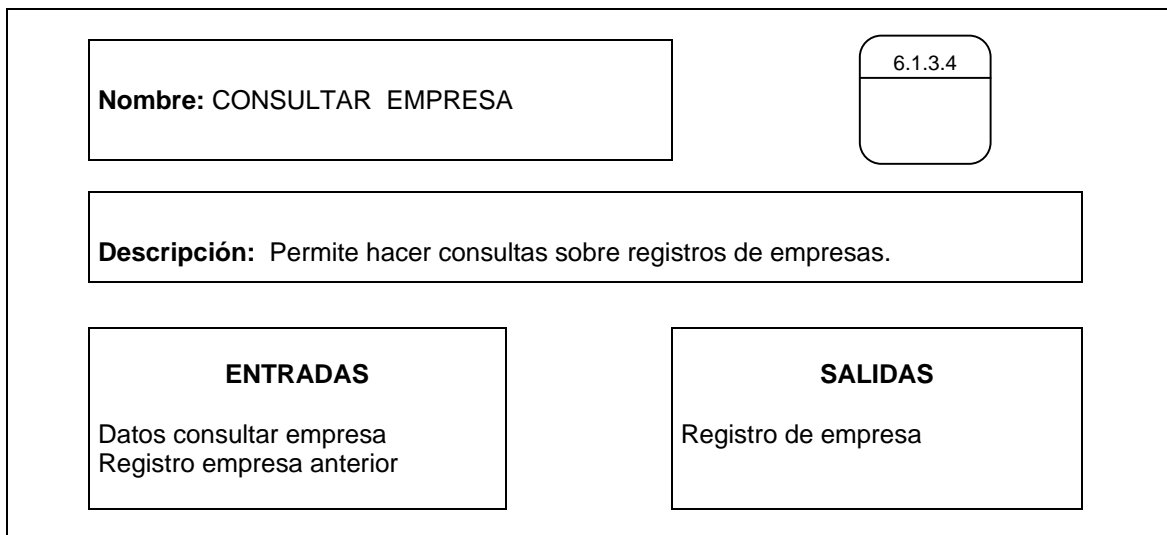 6.1.3.4
Nombre: CONSULTAR EMPRESA
Descripción: Permite hacer consultas sobre registros de empresas.
ENTRADAS
Datos consultar empresa
Registro empresa anterior
SALIDAS
Registro de empresa